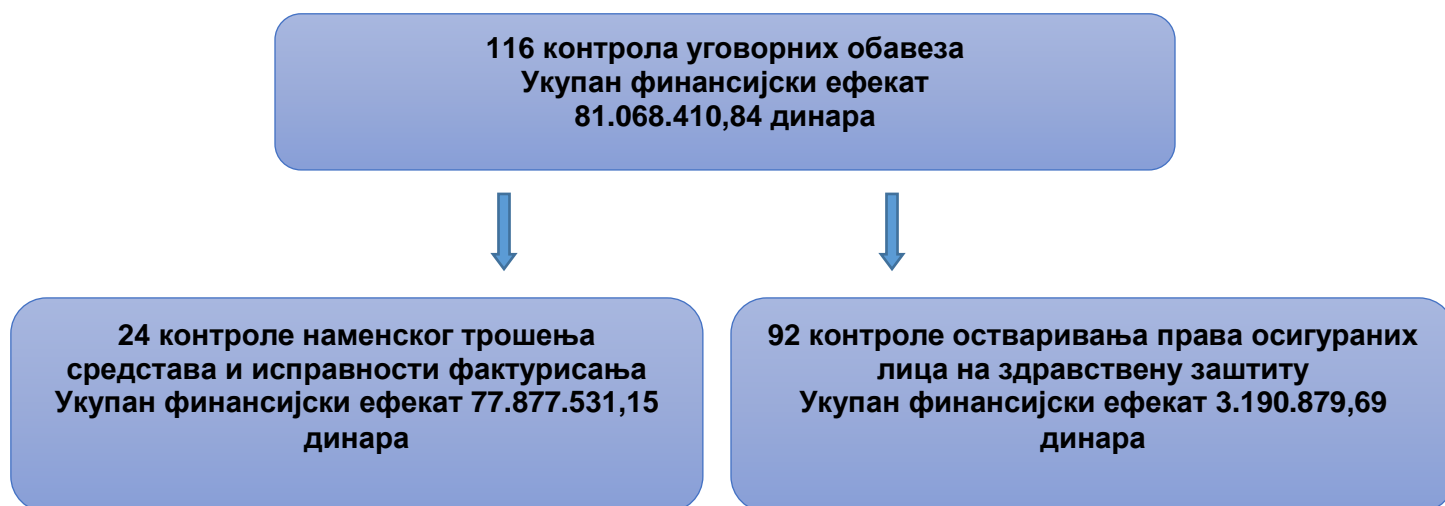 116 контрола уговорних обавеза
Укупан финансијски ефекат
81.068.410,84 динара
24 контроле наменског трошења
средстава и исправности фактурисања
Укупан финансијски ефекат 77.877.531,15
динара
92 контроле остваривања права осигураних
лица на здравствену заштиту
Укупан финансијски ефекат 3.190.879,69
динара